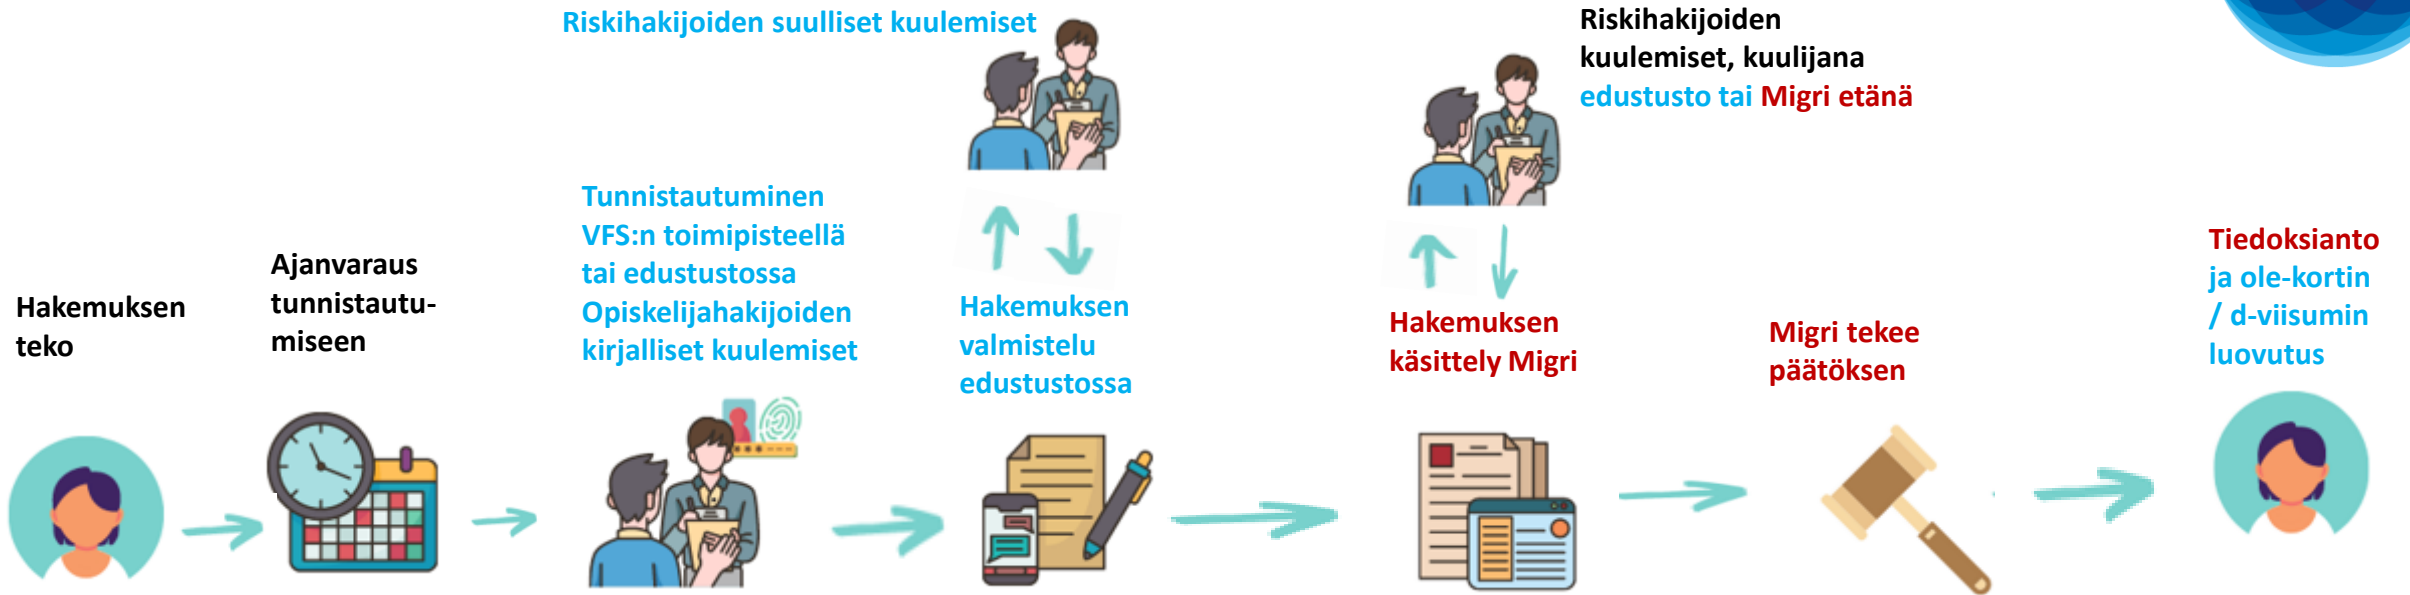 Hakemuksen
teko
Ajanvaraus
tunnistautu-
miseen
Tunnistautuminen
VFS:n toimipisteellä
tai edustustossa
Opiskelijahakijoiden
kirjalliset kuulemiset
Riskihakijoiden suulliset kuulemiset
Hakemuksen
valmistelu
edustustossa
Riskihakijoiden
kuulemiset, kuulijana
edustusto tai Migri etänä
Hakemuksen
käsittely Migri
Migri tekee
päätöksen
Tiedoksianto
ja ole-kortin
/ d-viisumin
luovutus